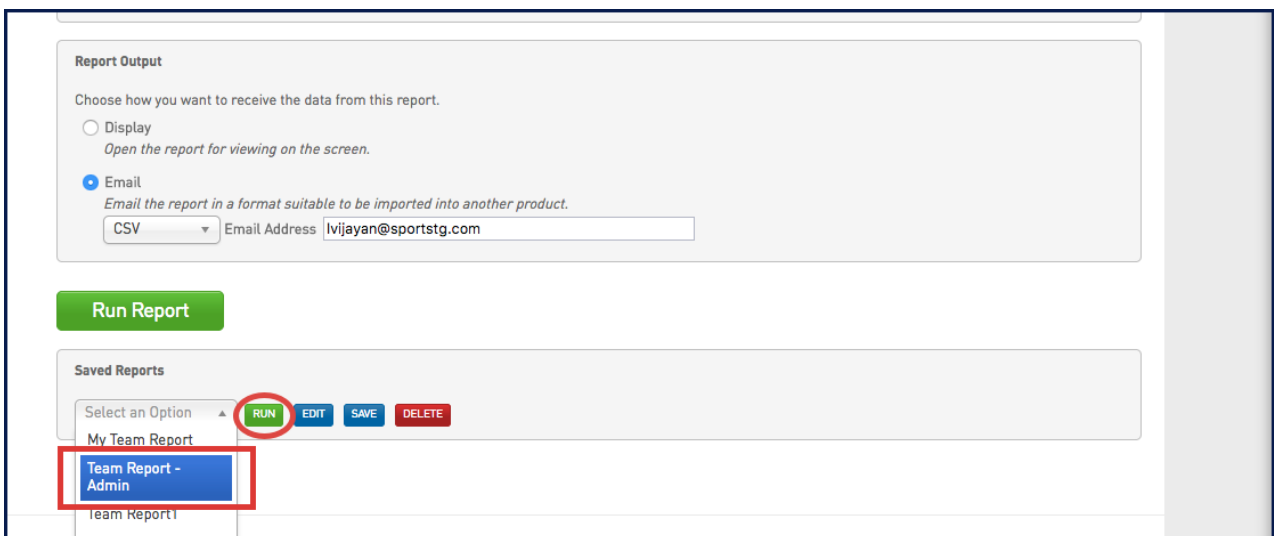 Report Output
Choose how you want to receive the data from this report.
Display
Open the report for viewing on the screen.
Email
Email the report in a format suitable to be imported into another product.
CSV Email Address lvijayan@sportstg.com
Run Report
Saved Reports
Select an Option RUN EDIT SAVE DELETE
My Team Report
Team Report -
Admin
Team Report1